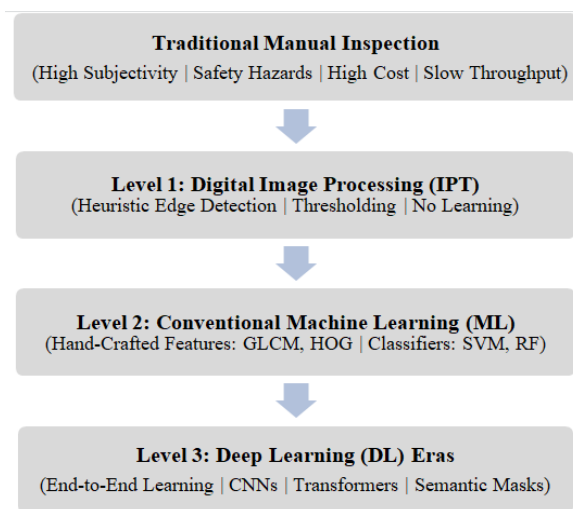 Traditional Manual Inspection
(High Subjectivity | Safety Hazards | High Cost | Slow Throughput)
Level 1: Digital Image Processing (IPT)
(Heuristic Edge Detection | Thresholding | No Learning)
Level 2: Conventional Machine Learning (ML)
(Hand-Crafted Features: GLCM, HOG | Classifiers: SVM, RF)
Level 3: Deep Learning (DL) Eras
(End-to-End Learning | CNNs | Transformers | Semantic Masks)